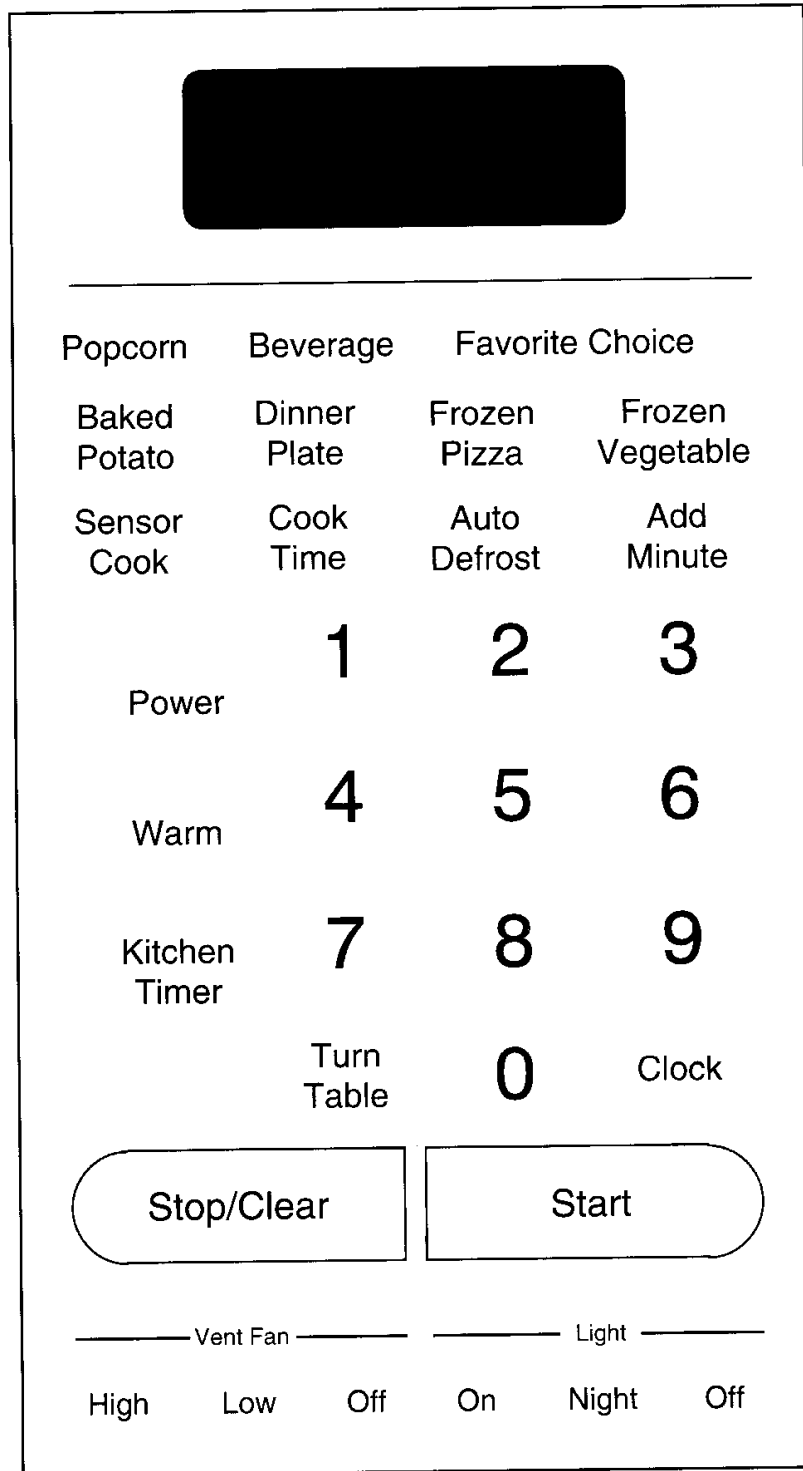 Popcorn Beverage Favorite Choice
Baked Dinner Frozen Frozen
Potato Plate Pizza Vegetable
Sensor Cook Auto Add
Cook Time Defrost Minute
1 2 3
Power
4 5 6
Warm
7 8 9
Kitchen
Timer
Turn
Table 0 Clock
Stop/Clear Start
Vent Fan Light
High Low Off On Night Off